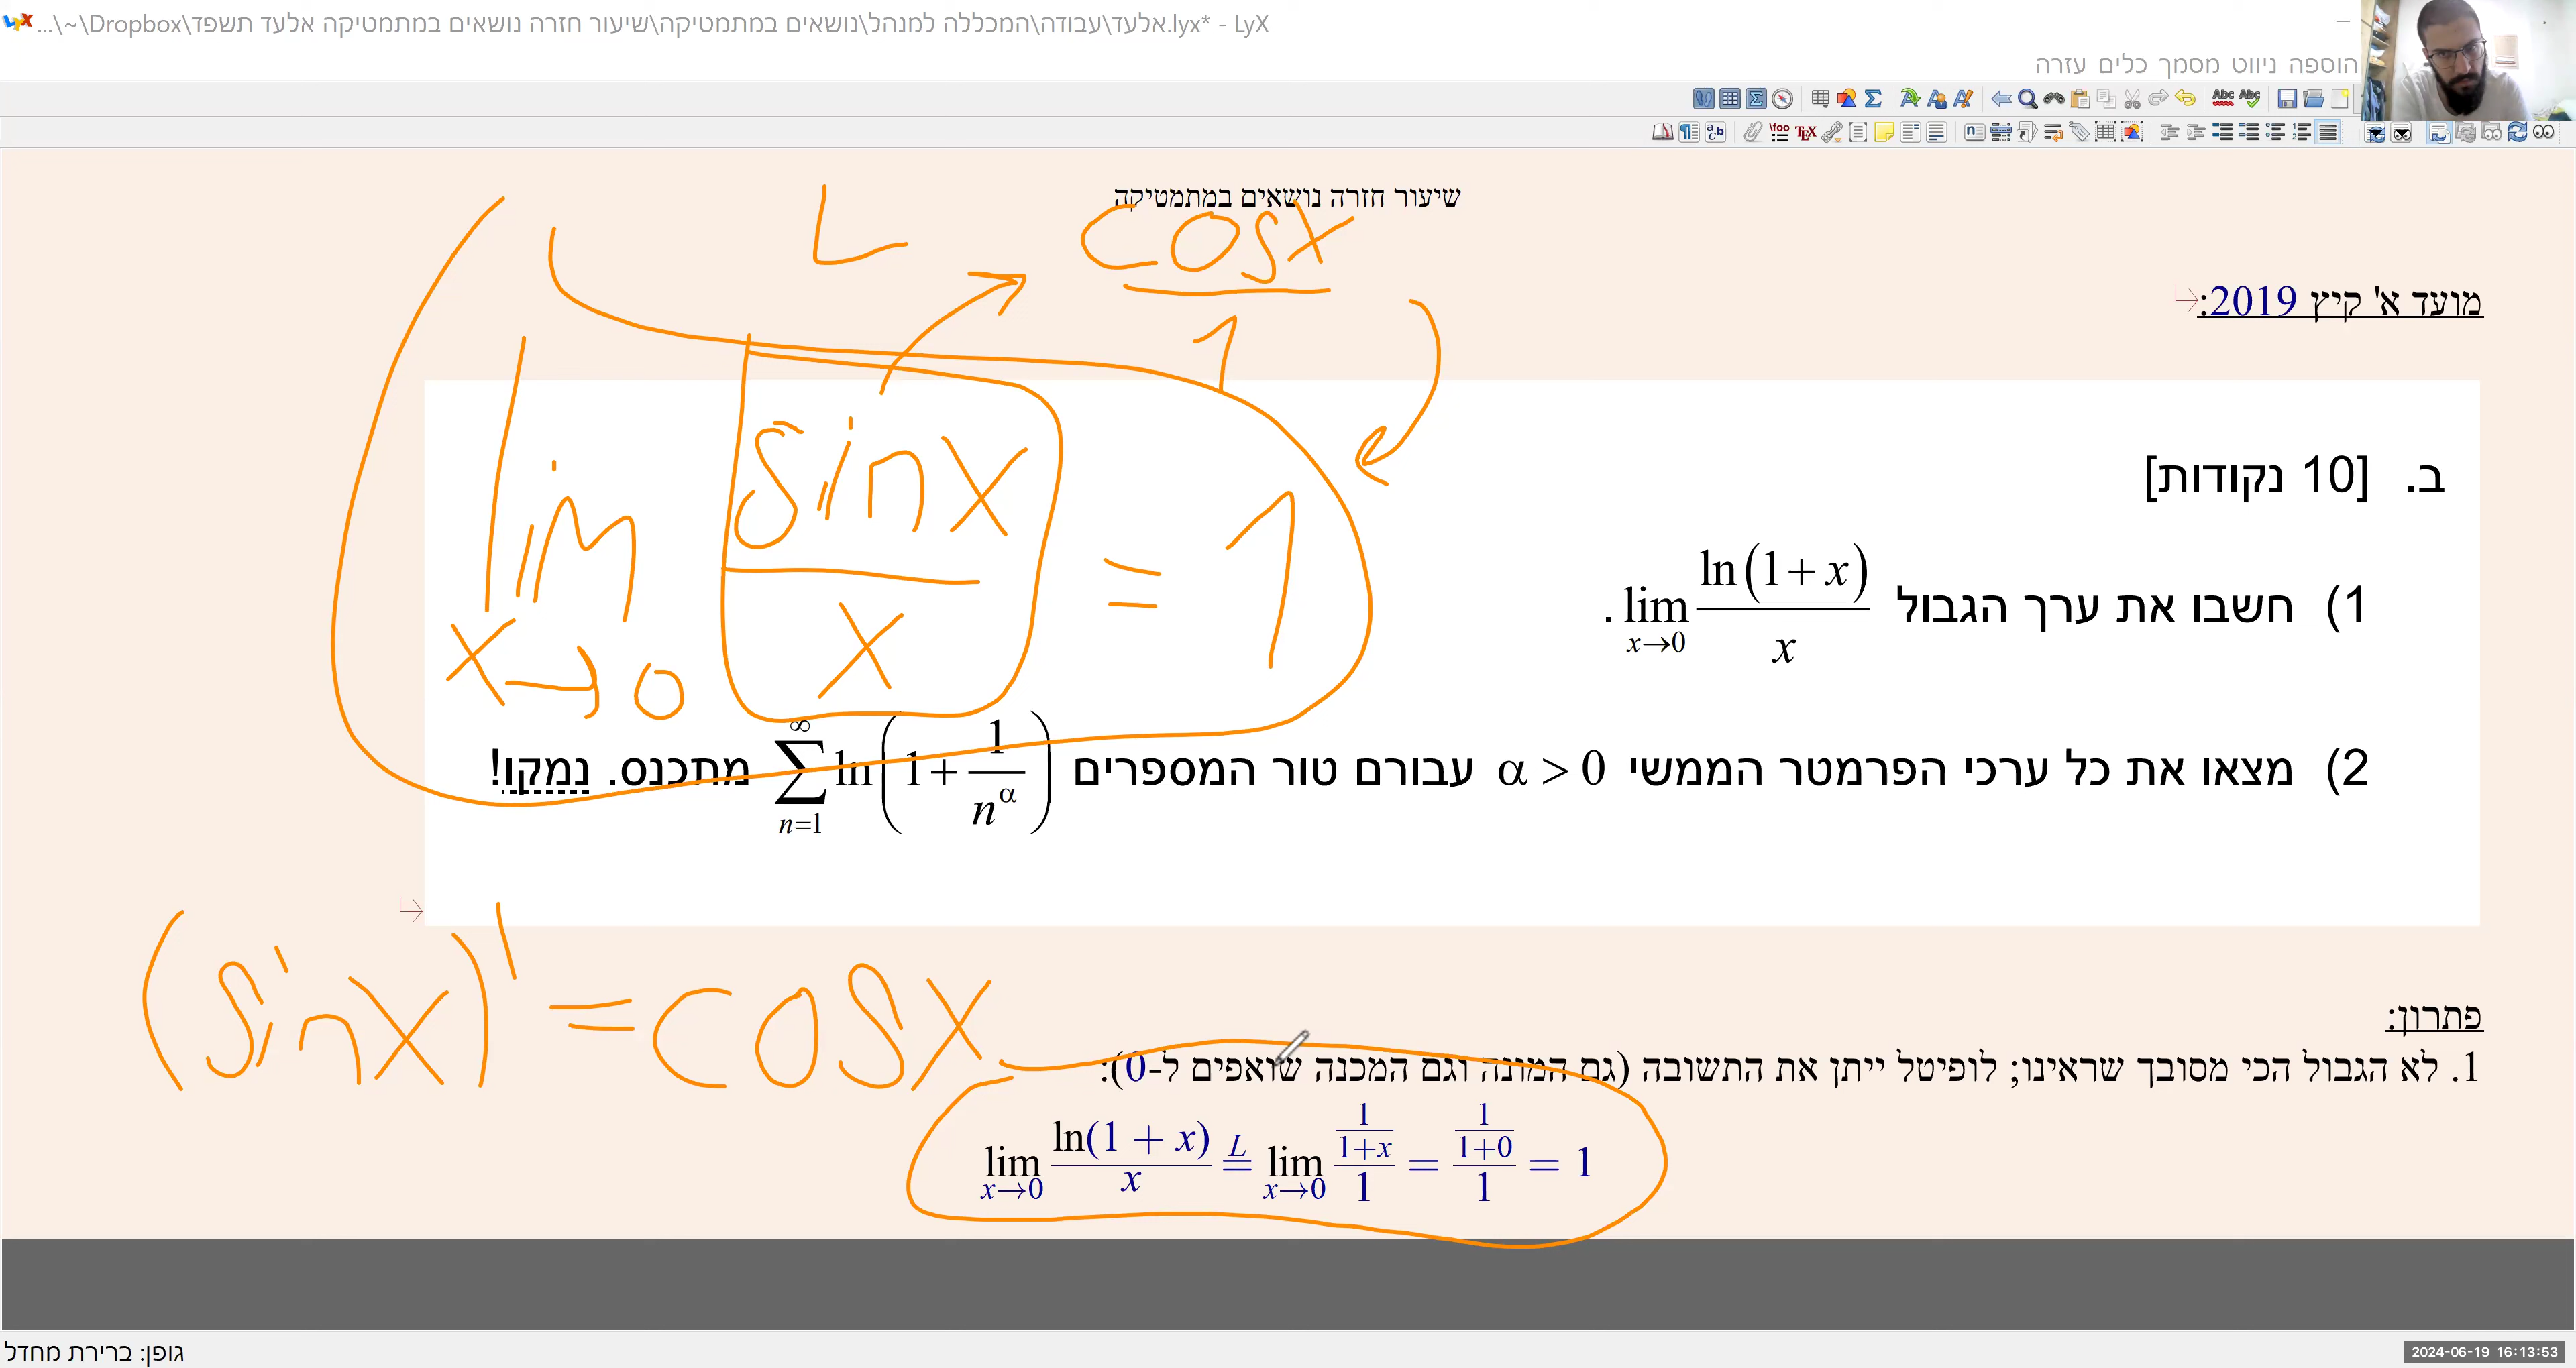 ...\~\Dropbox\אלעד\עבודה\המכללה למנהל\נושאים במתמטיקה\שיעור חזרה נושאים במתמטיקה אלעד תשפד.lyx* - LyX
הוספה ניווט מסמך כלים עזרה
שיעור חזרה נושאים במתמטיקה
L
cosx
1
מועד א' קיץ 2019:
lim x→0 sinx/x = 1
ב. [10 נקודות]
1) חשבו את ערך הגבול lim x→0 ln(1+x)/x .
2) מצאו את כל ערכי הפרמטר הממשי α > 0 עבורם טור המספרים ∑ n=1 ∞ ln(1+1/n^α) מתכנס. נמקו!
(sinx)' = cosx
פתרון:
1. לא הגבול הכי מסובך שראינו; לופיטל ייתן את התשובה (גם המונה וגם המכנה שואפים ל-0):
lim x→0 ln(1 + x)/x =^L lim x→0 (1/(1+x))/1 = (1/(1+0))/1 = 1
גופן: ברירת מחדל
2024-06-19 16:13:53